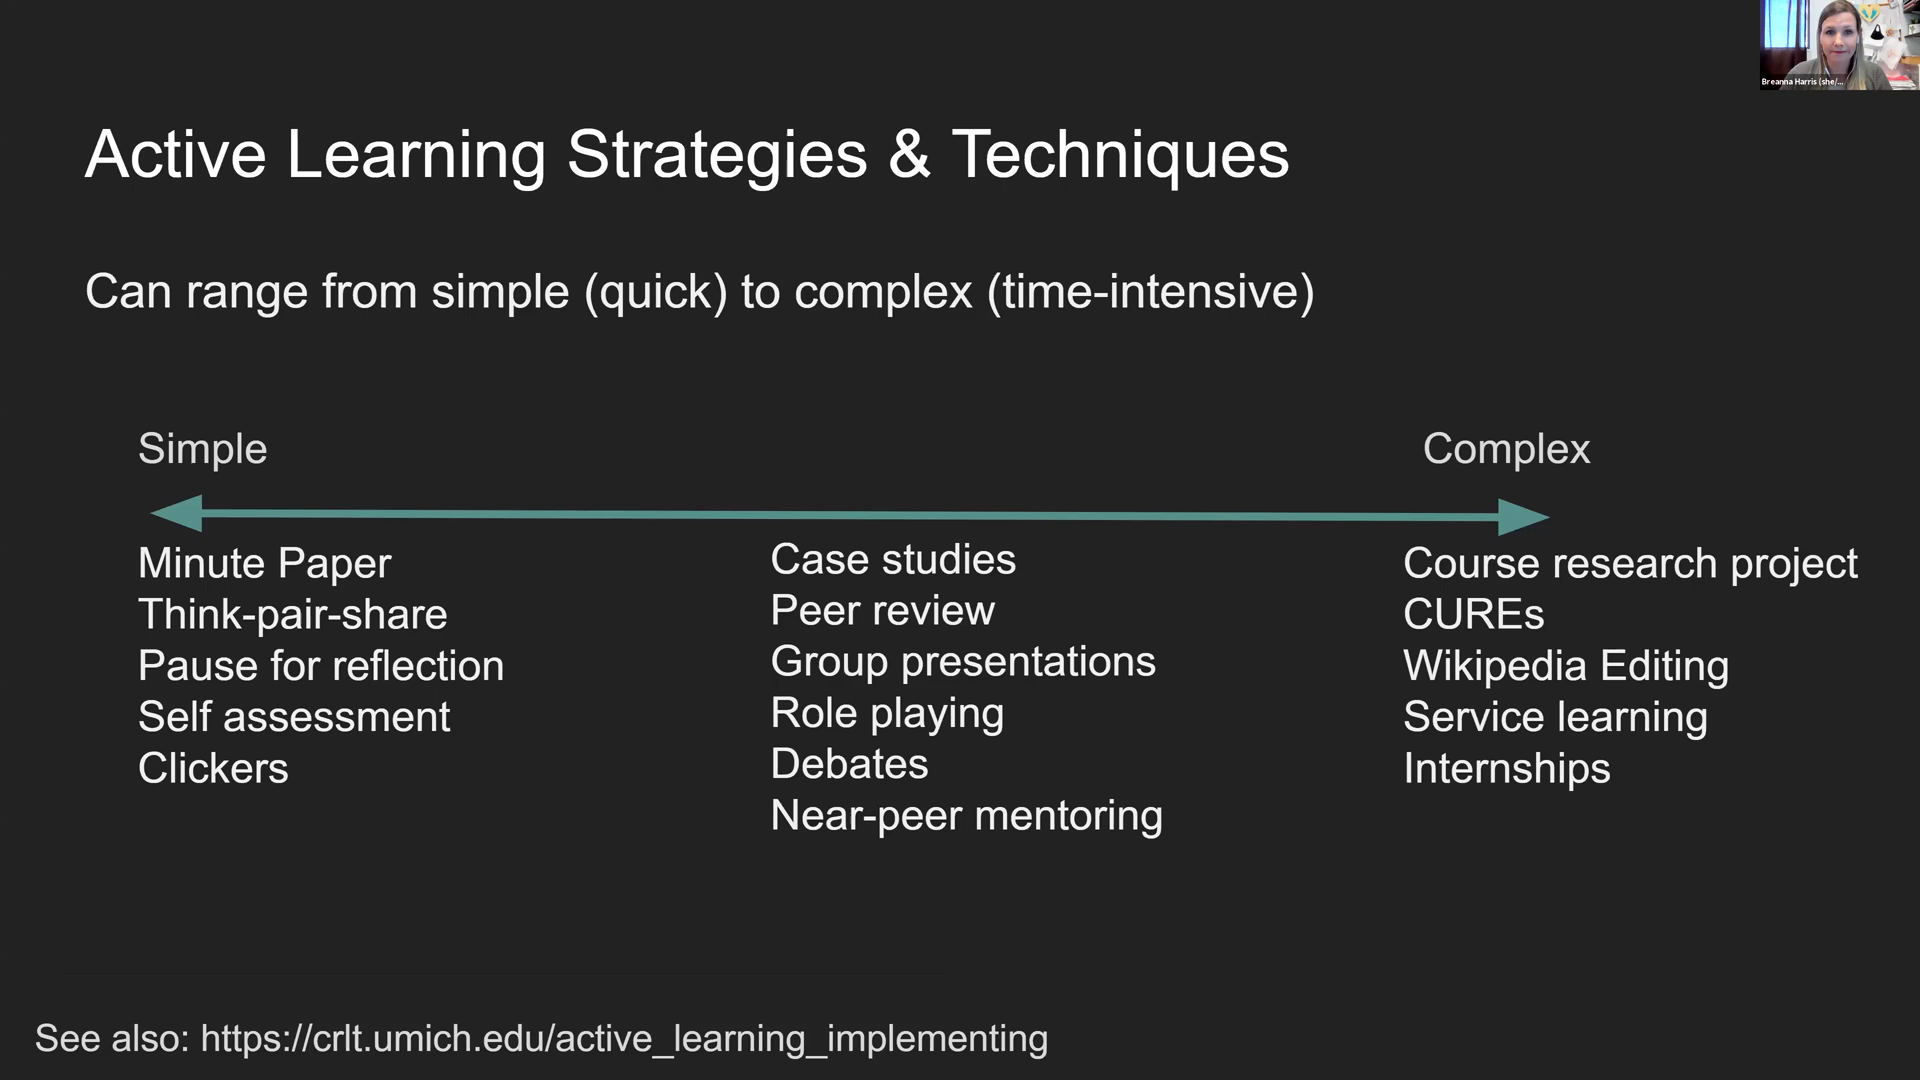 Breanna Harris (she/...
Active Learning Strategies & Techniques
Can range from simple (quick) to complex (time-intensive)
Simple
Complex
Minute Paper
Think-pair-share
Pause for reflection
Self assessment
Clickers
Case studies
Peer review
Group presentations
Role playing
Debates
Near-peer mentoring
Course research project
CUREs
Wikipedia Editing
Service learning
Internships
See also: https://crlt.umich.edu/active_learning_implementing